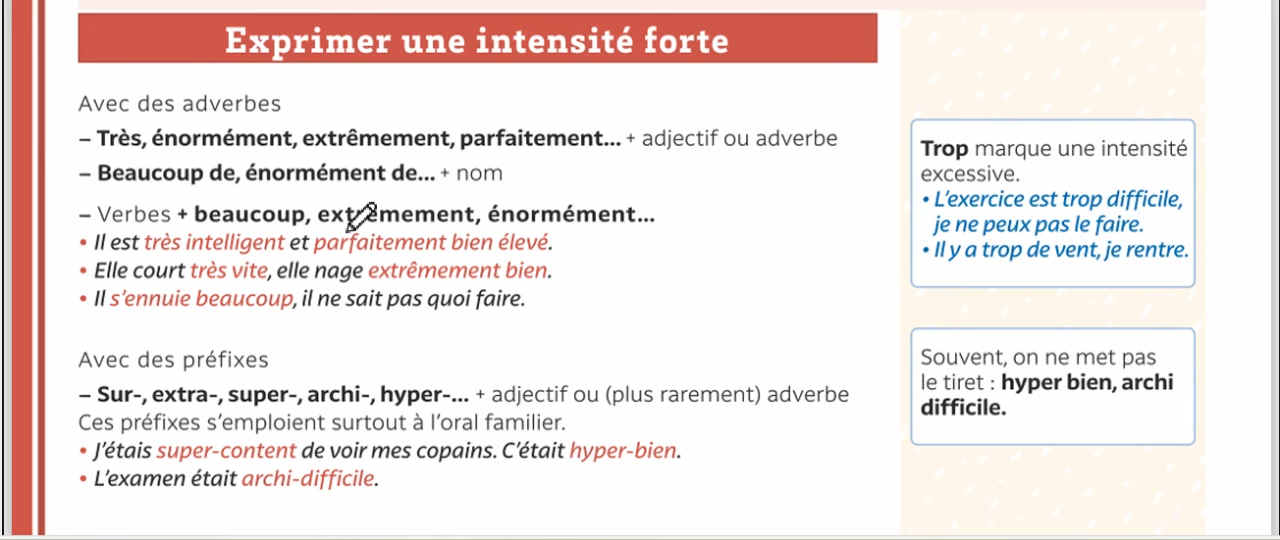 Exprimer une intensité forte
Avec des adverbes
– Très, énormément, extrêmement, parfaitement... + adjectif ou adverbe
– Beaucoup de, énormément de... + nom
– Verbes + beaucoup, extrêmement, énormément...
• Il est très intelligent et parfaitement bien élevé.
• Elle court très vite, elle nage extrêmement bien.
• Il s'ennuie beaucoup, il ne sait pas quoi faire.
Avec des préfixes
– Sur-, extra-, super-, archi-, hyper-... + adjectif ou (plus rarement) adverbe
Ces préfixes s'emploient surtout à l'oral familier.
• J'étais super-content de voir mes copains. C'était hyper-bien.
• L'examen était archi-difficile.
Trop marque une intensité
excessive.
• L'exercice est trop difficile,
je ne peux pas le faire.
• Il y a trop de vent, je rentre.
Souvent, on ne met pas
le tiret : hyper bien, archi
difficile.